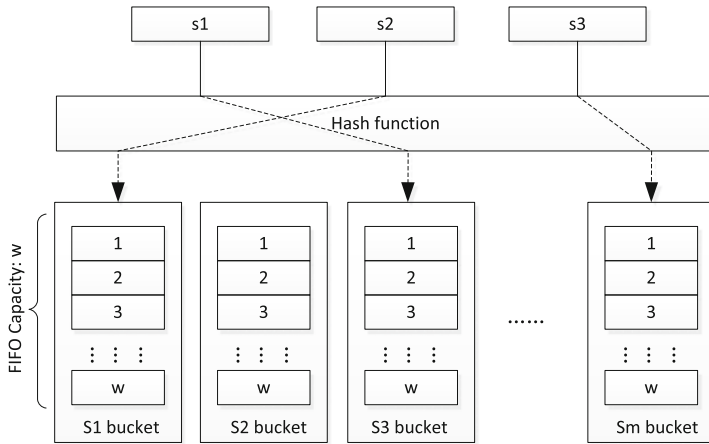 s1 s2 s3
Hash function
FIFO Capacity: w
1 1 1 1
2 2 2 2
3 3 3 3
⋮ ⋮ ⋮ ⋮ ⋮ ⋮ ...... ⋮ ⋮ ⋮ ⋮ ⋮ ⋮
w w w w
S1 bucket S2 bucket S3 bucket Sm bucket